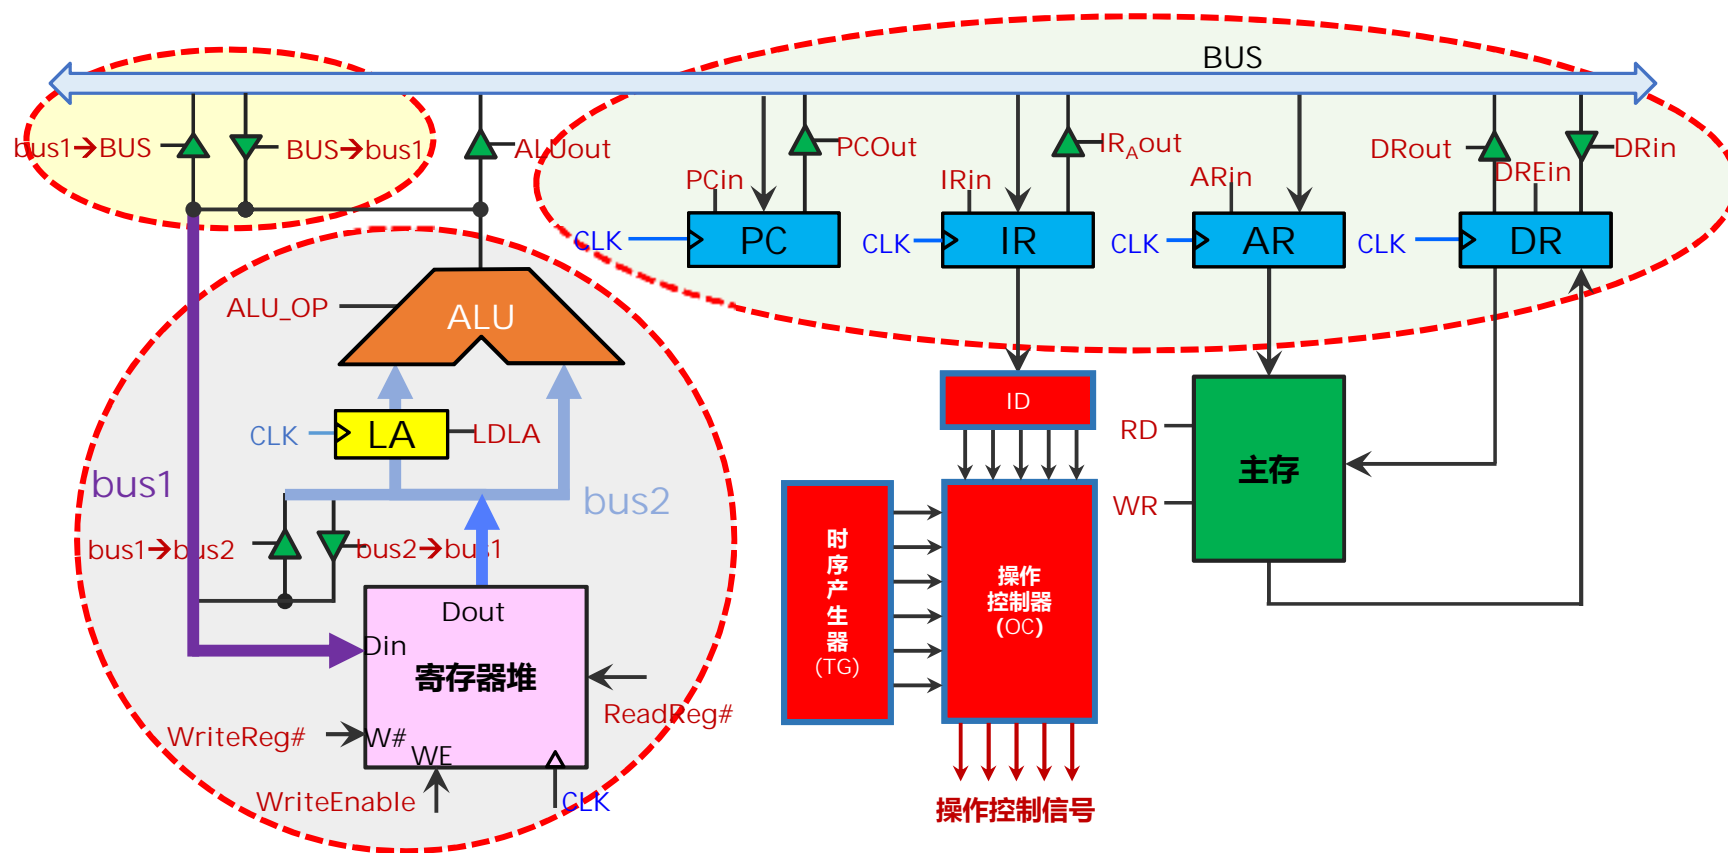 BUS
bus1→BUS
BUS→bus1
ALUout
PCOut
IRAout
DRout
DRin
PCin
IRin
ARin
DREin
CLK
PC
CLK
IR
CLK
AR
CLK
DR
ALU_OP
ALU
CLK
LA
LDLA
bus1
bus2
bus1→bus2
bus2→bus1
Dout
Din
寄存器堆
ReadReg#
WriteReg#
W#
WE
WriteEnable
CLK
ID
时
序
产
生
器
(TG)
操作
控制器
(OC)
操作控制信号
RD
WR
主存